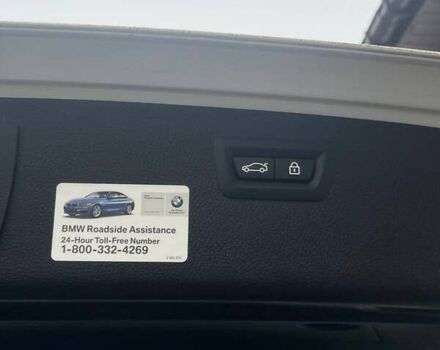 BMW Roadside Assistance
24-Hour Toll-Free Number
1-800-332-4269